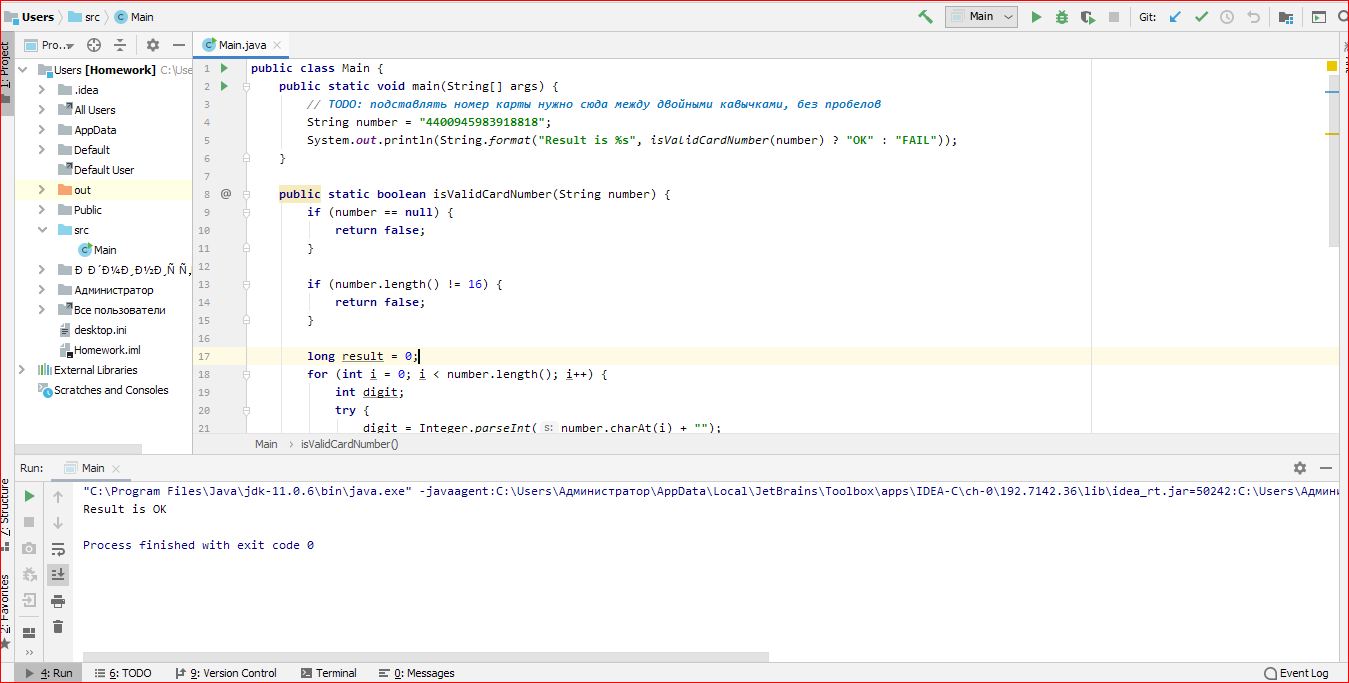 Users src Main
Main
Git:
1: Project
Pro...
Main.java
Users [Homework] C:\Use
.idea
All Users
AppData
Default
Default User
out
Public
src
Main
Администратор
Все пользователи
desktop.ini
Homework.iml
External Libraries
Scratches and Consoles
1 public class Main {
2 public static void main(String[] args) {
3 // TODO: подставлять номер карты нужно сюда между двойными кавычками, без пробелов
4 String number = "4400945983918818";
5 System.out.println(String.format("Result is %s", isValidCardNumber(number) ? "OK" : "FAIL"));
6 }
7
8 @ public static boolean isValidCardNumber(String number) {
9 if (number == null) {
10 return false;
11 }
12
13 if (number.length() != 16) {
14 return false;
15 }
16
17 long result = 0;
18 for (int i = 0; i < number.length(); i++) {
19 int digit;
20 try {
21 digit = Integer.parseInt( s: number.charAt(i) + "");
Main isValidCardNumber()
Run: Main
"C:\Program Files\Java\jdk-11.0.6\bin\java.exe" -javaagent:C:\Users\Администратор\AppData\Local\JetBrains\Toolbox\apps\IDEA-C\ch-0\192.7142.36\lib\idea_rt.jar=50242:C:\Users\Админи
Result is OK
Process finished with exit code 0
Z: Structure
2: Favorites
4: Run 6: TODO 9: Version Control Terminal 0: Messages Event Log